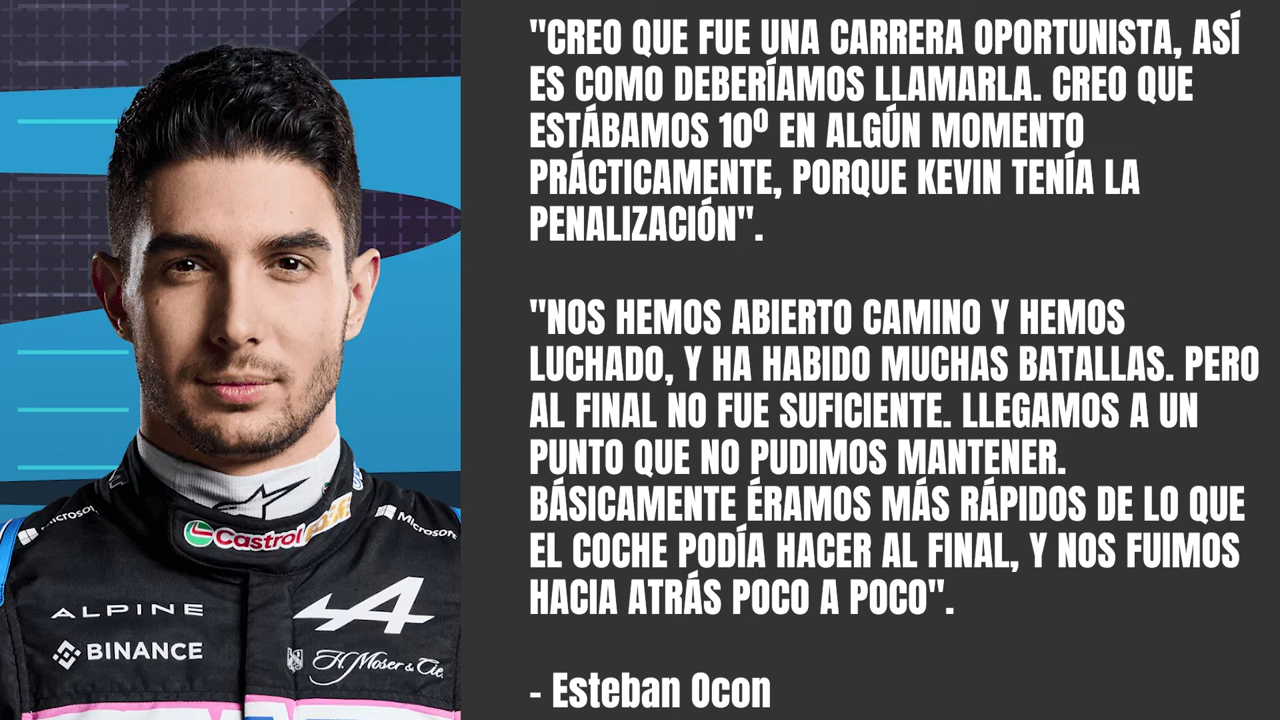 "CREO QUE FUE UNA CARRERA OPORTUNISTA, ASÍ
ES COMO DEBERÍAMOS LLAMARLA. CREO QUE
ESTÁBAMOS 10º EN ALGÚN MOMENTO
PRÁCTICAMENTE, PORQUE KEVIN TENÍA LA
PENALIZACIÓN".
"NOS HEMOS ABIERTO CAMINO Y HEMOS
LUCHADO, Y HA HABIDO MUCHAS BATALLAS. PERO
AL FINAL NO FUE SUFICIENTE. LLEGAMOS A UN
PUNTO QUE NO PUDIMOS MANTENER.
BÁSICAMENTE ÉRAMOS MÁS RÁPIDOS DE LO QUE
EL COCHE PODÍA HACER AL FINAL, Y NOS FUIMOS
HACIA ATRÁS POCO A POCO".
- Esteban Ocon
Microsoft
Castrol
Microsoft
ALPINE
BINANCE
H. Moser & Cie.